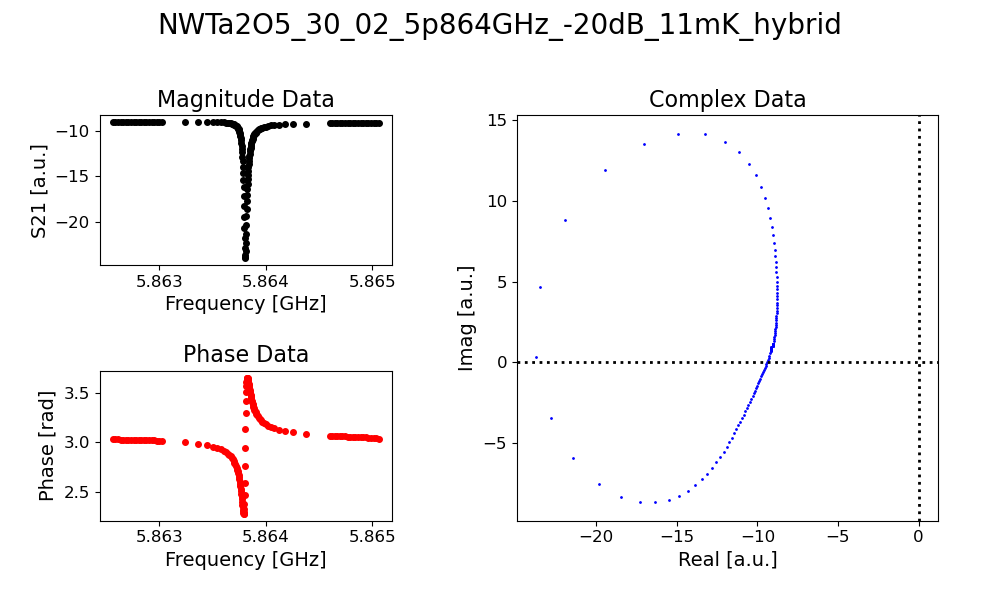 NWTa2O5_30_02_5p864GHz_-20dB_11mK_hybrid
Magnitude Data
S21 [a.u.]
−10
−15
−20
5.863 5.864 5.865
Frequency [GHz]
Phase Data
Phase [rad]
3.5
3.0
2.5
5.863 5.864 5.865
Frequency [GHz]
Complex Data
Imag [a.u.]
15
10
5
0
−5
−20 −15 −10 −5 0
Real [a.u.]